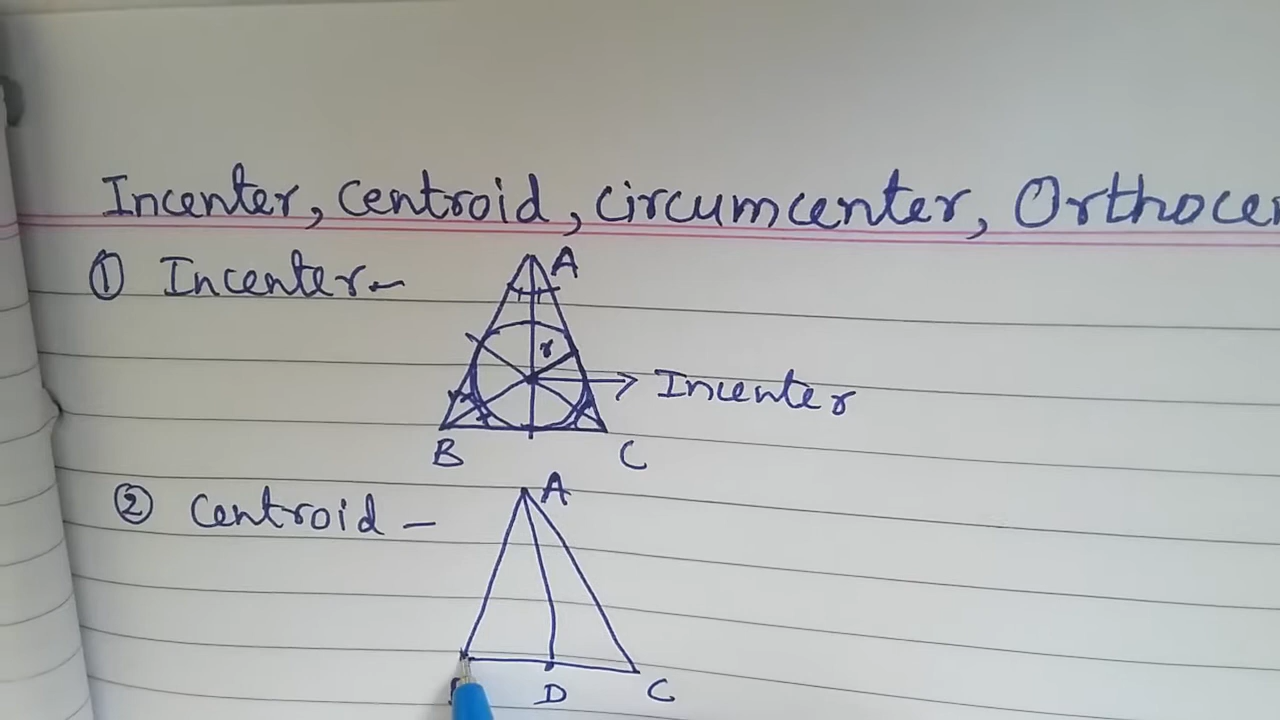 Incenter, centroid, circumcenter, Orthocen
① Incenter-
A
r
Incenter
B C
② Centroid -
A
D C